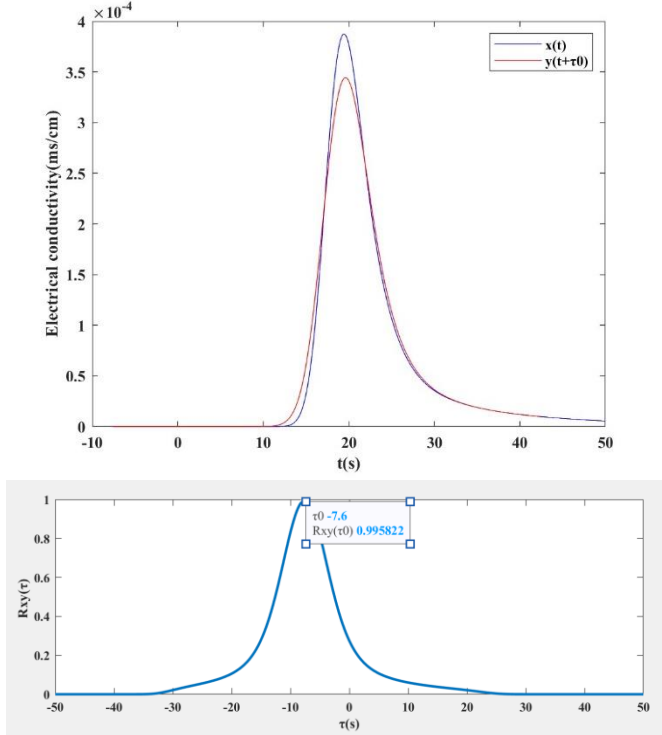 ×10⁻⁴
4
3.5
3
2.5
2
1.5
1
0.5
0
Electrical conductivity(ms/cm)
x(t)
y(t+τ0)
-10 0 10 20 30 40 50
t(s)
1
0.8
0.6
0.4
0.2
0
Rxy(τ)
τ0 -7.6
Rxy(τ0) 0.995822
-50 -40 -30 -20 -10 0 10 20 30 40 50
τ(s)